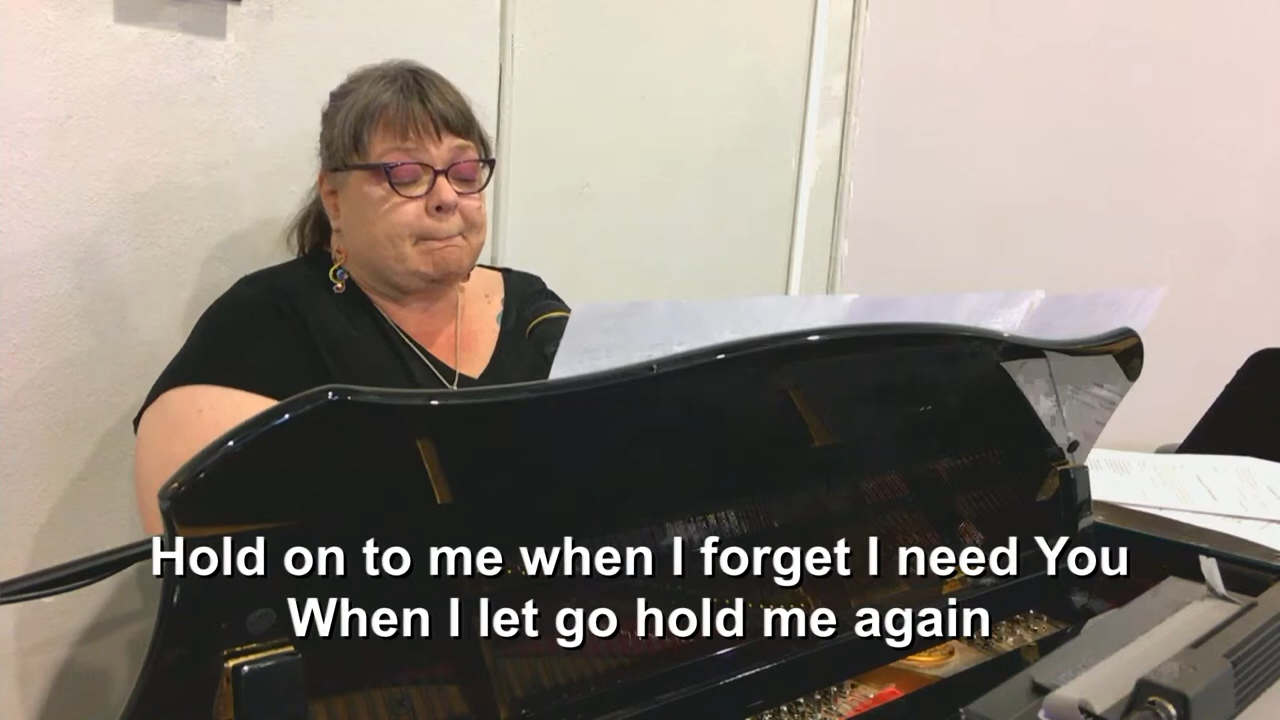 Hold on to me when I forget I need You
When I let go hold me again